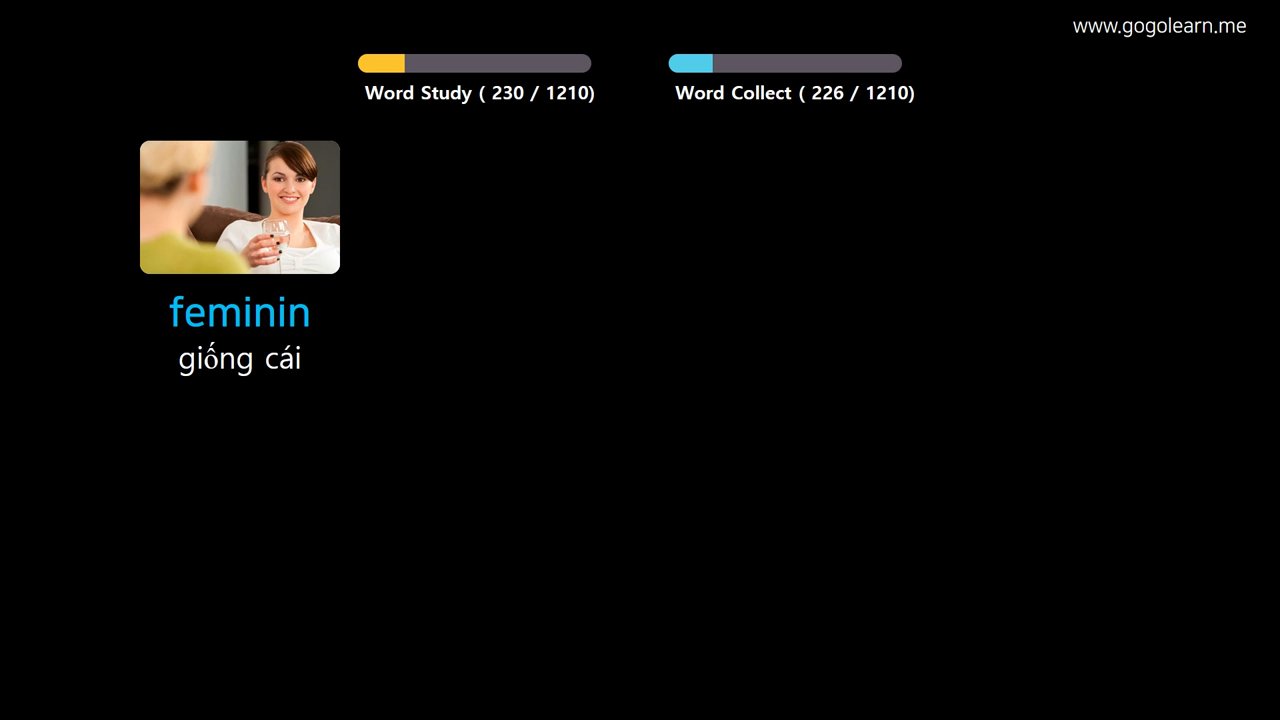 www.gogolearn.me
Word Study ( 230 / 1210)
Word Collect ( 226 / 1210)
feminin
giống cái